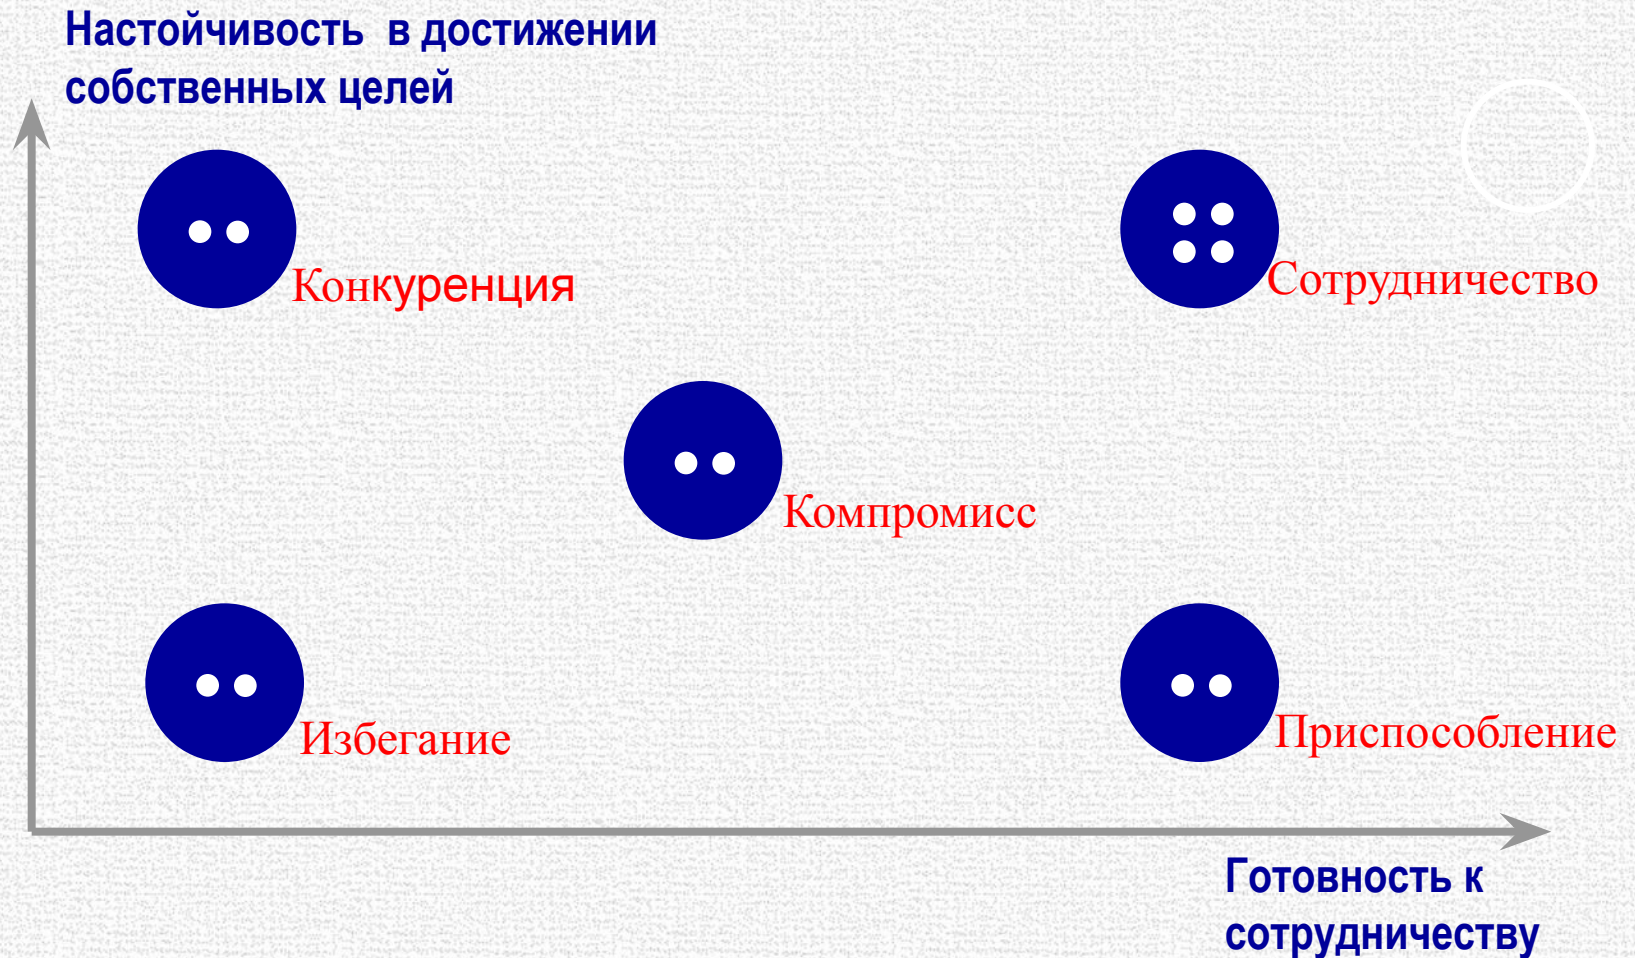 Настойчивость в достижении
собственных целей
Конкуренция
Сотрудничество
Компромисс
Избегание
Приспособление
Готовность к
сотрудничеству